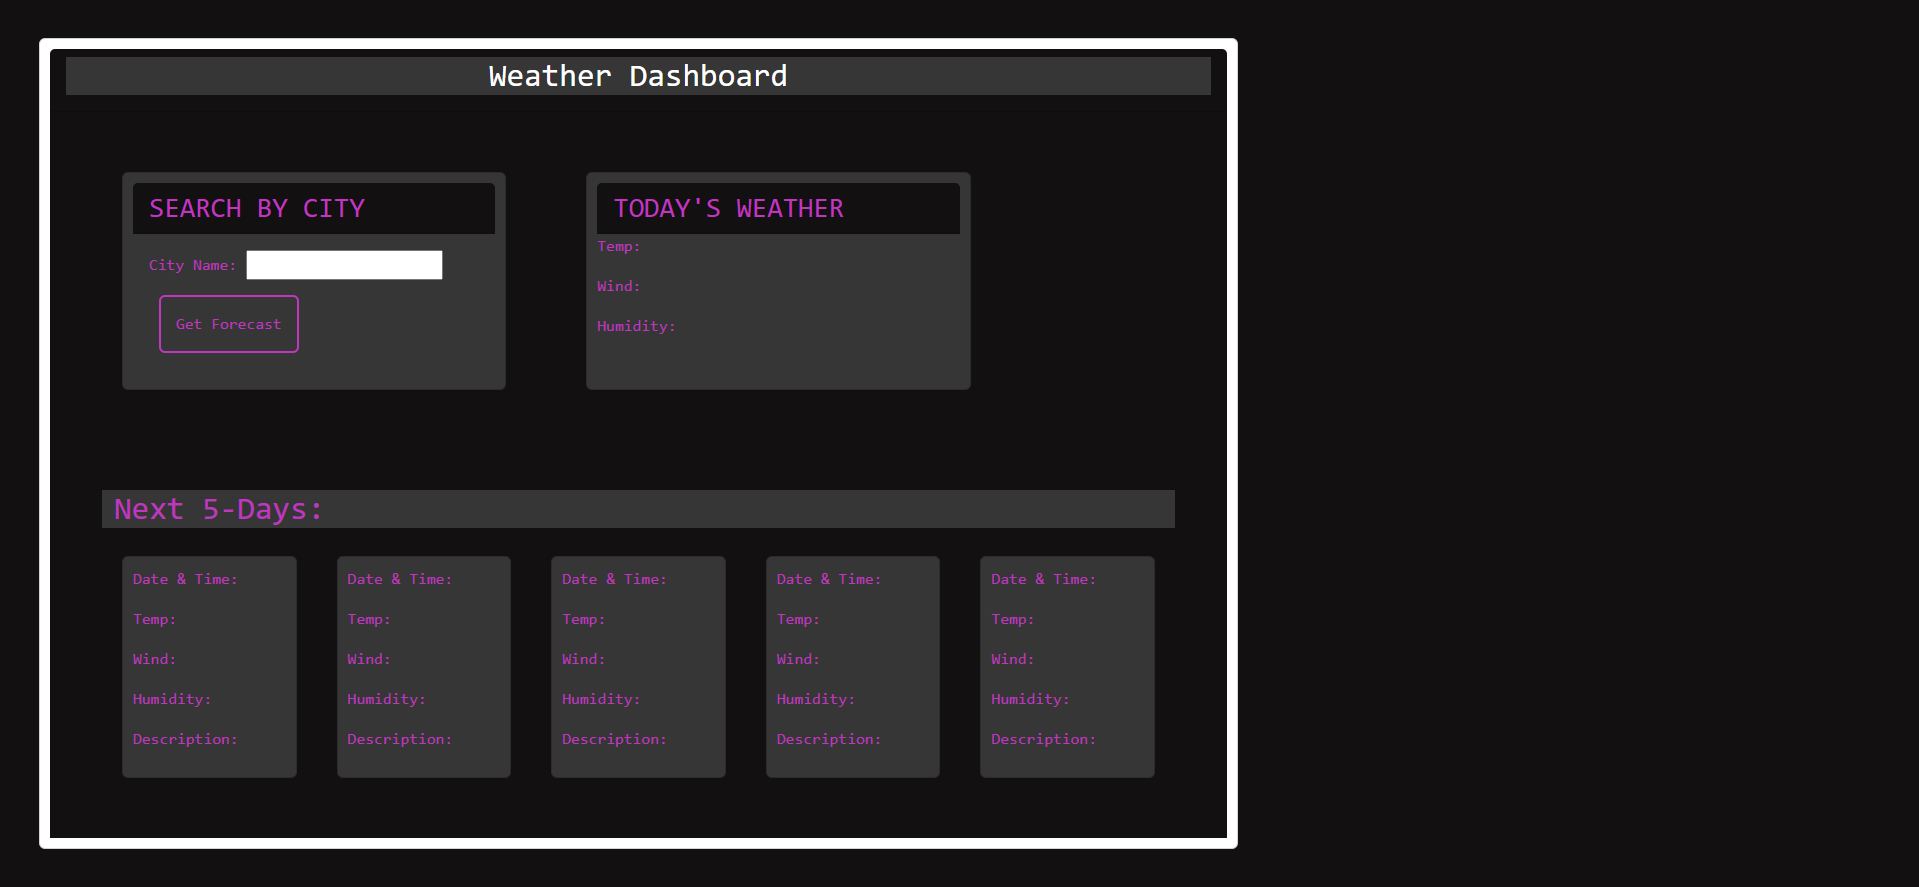 Weather Dashboard
SEARCH BY CITY
City Name:
Get Forecast
TODAY'S WEATHER
Temp:
Wind:
Humidity:
Next 5-Days:
Date & Time:
Temp:
Wind:
Humidity:
Description:
Date & Time:
Temp:
Wind:
Humidity:
Description:
Date & Time:
Temp:
Wind:
Humidity:
Description:
Date & Time:
Temp:
Wind:
Humidity:
Description:
Date & Time:
Temp:
Wind:
Humidity:
Description: